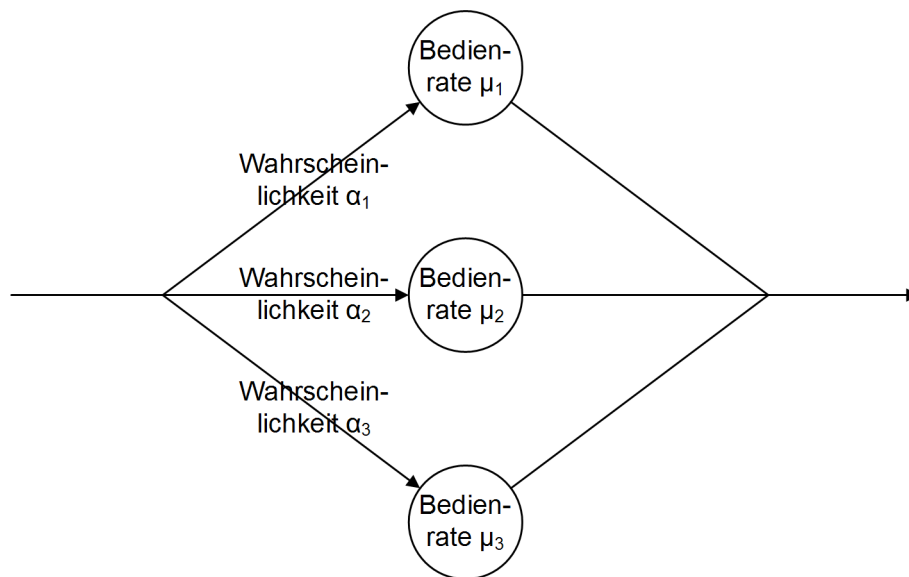 Bedien-
rate μ₁
Wahrschein-
lichkeit α₁
Wahrschein-
lichkeit α₂
Bedien-
rate μ₂
Wahrschein-
lichkeit α₃
Bedien-
rate μ₃